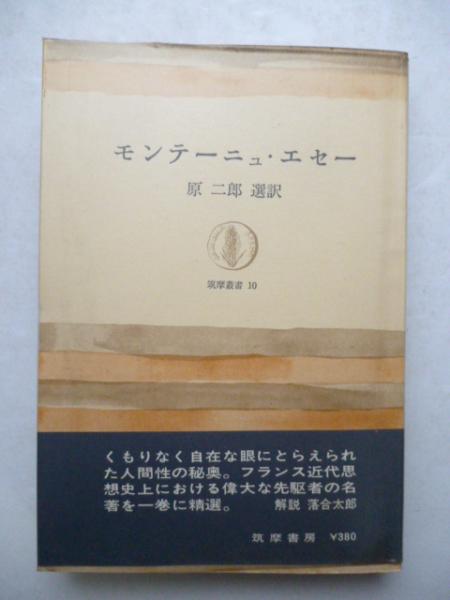 モンテーニュ・エセー
原 二郎 選訳
筑摩叢書 10
くもりなく自在な眼にとらえられ
た人間性の秘奥。フランス近代思
想史上における偉大な先駆者の名
著を一巻に精選。 解説 落合太郎
筑摩書房 ¥380